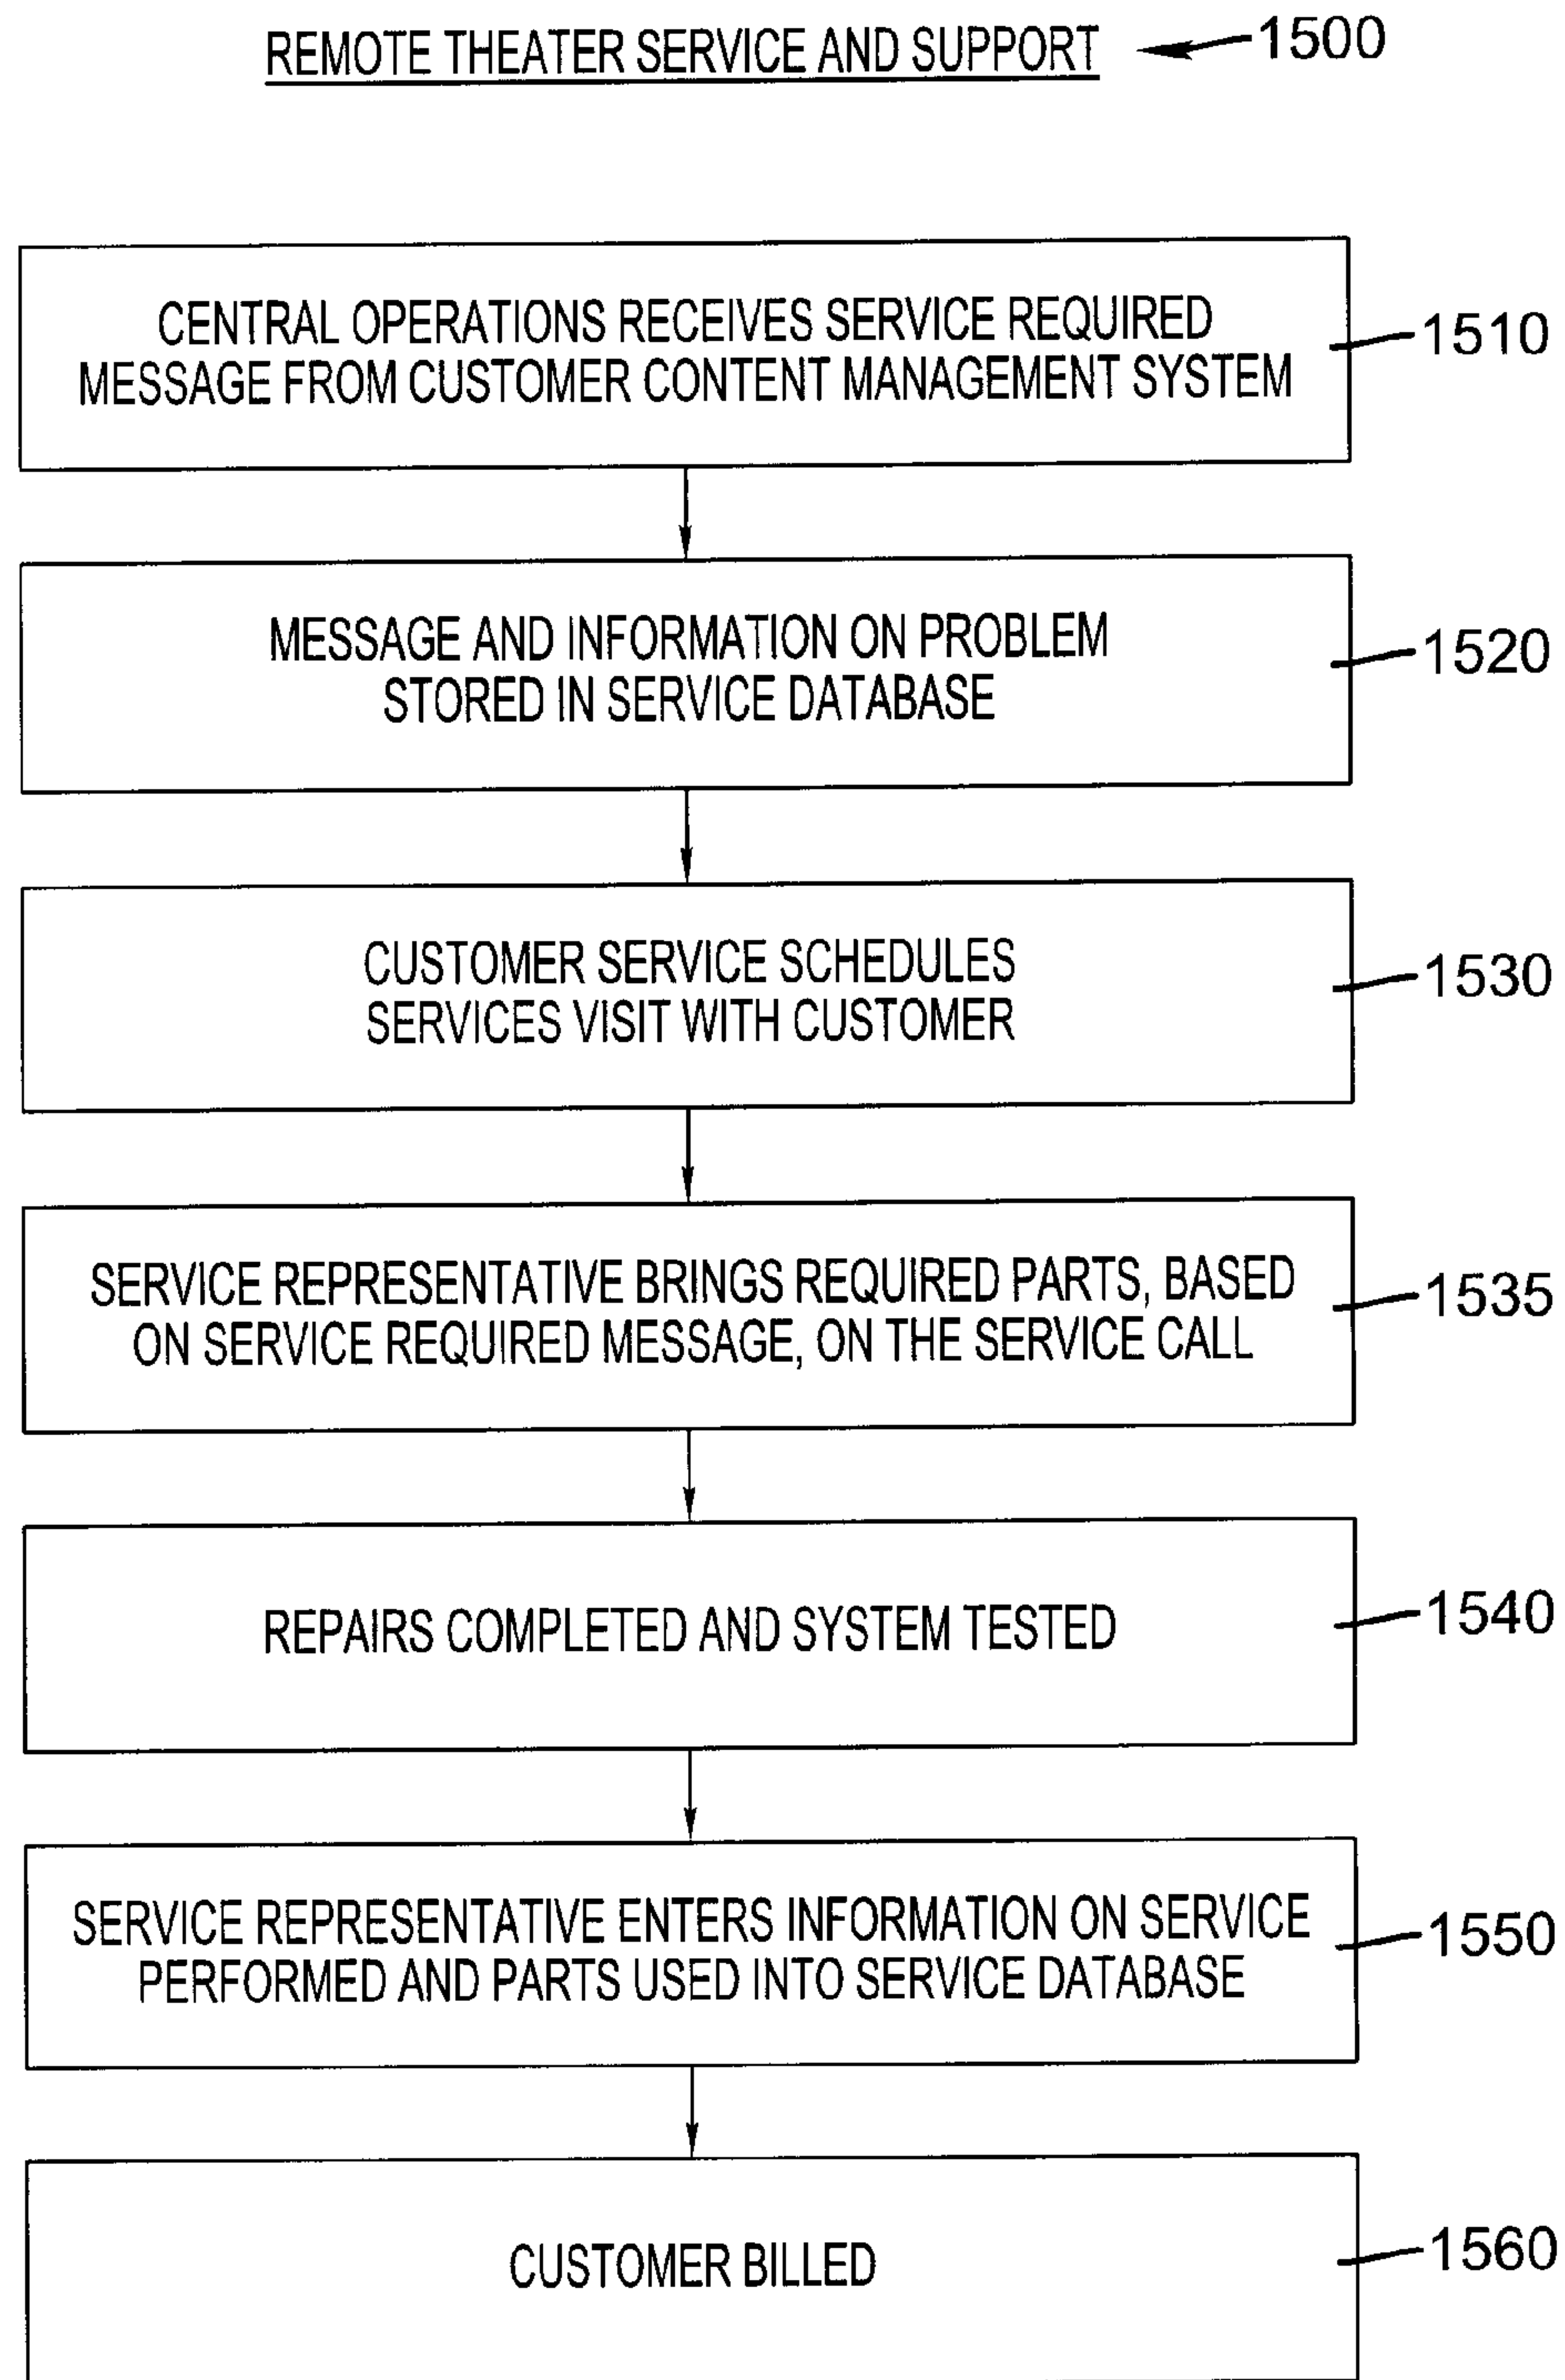 REMOTE THEATER SERVICE AND SUPPORT 1500
CENTRAL OPERATIONS RECEIVES SERVICE REQUIRED
MESSAGE FROM CUSTOMER CONTENT MANAGEMENT SYSTEM
1510
MESSAGE AND INFORMATION ON PROBLEM
STORED IN SERVICE DATABASE
1520
CUSTOMER SERVICE SCHEDULES
SERVICES VISIT WITH CUSTOMER
1530
SERVICE REPRESENTATIVE BRINGS REQUIRED PARTS, BASED
ON SERVICE REQUIRED MESSAGE, ON THE SERVICE CALL
1535
REPAIRS COMPLETED AND SYSTEM TESTED
1540
SERVICE REPRESENTATIVE ENTERS INFORMATION ON SERVICE
PERFORMED AND PARTS USED INTO SERVICE DATABASE
1550
CUSTOMER BILLED
1560